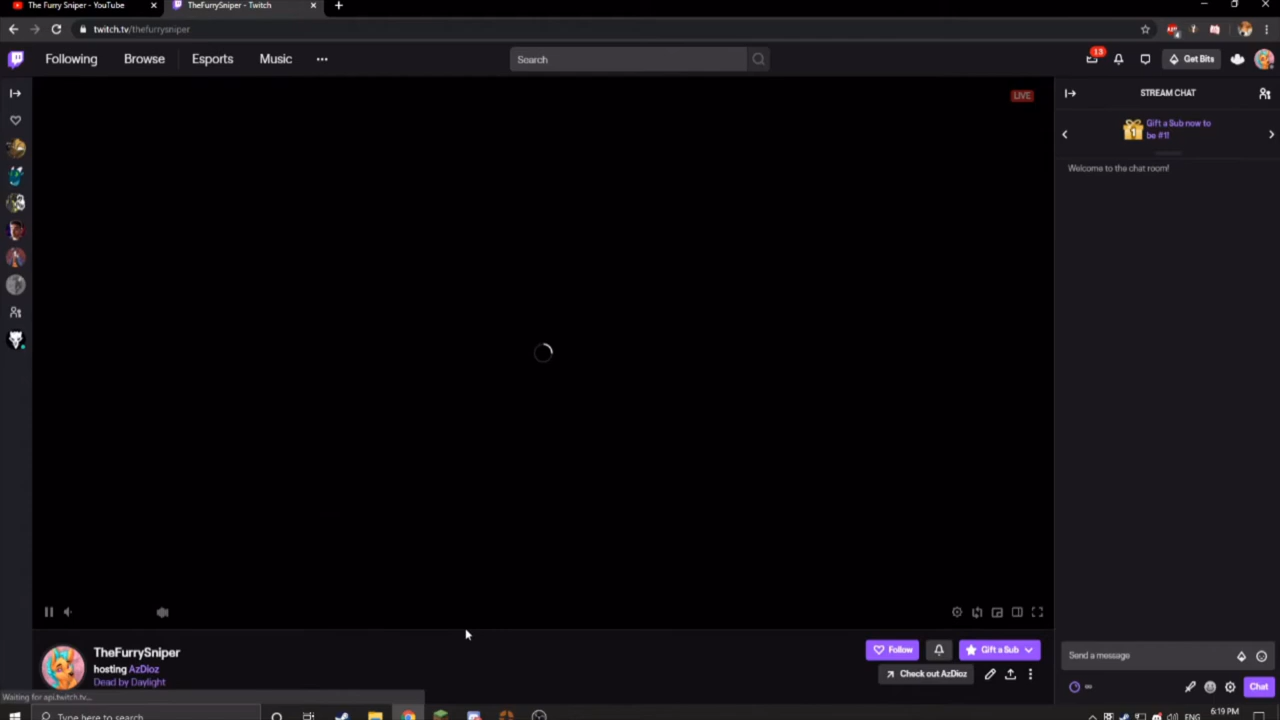 The Furry Sniper - YouTube
TheFurrySniper - Twitch
twitch.tv/thefurrysniper
Following
Browse
Esports
Music
Search
13
Get Bits
LIVE
STREAM CHAT
1
Gift a Sub now to
be #1!
Welcome to the chat room!
TheFurrySniper
hosting AzDioz
Dead by Daylight
Follow
Gift a Sub
Check out AzDioz
Waiting for api.twitch.tv...
Send a message
Chat
Type here to search
ENG
6:19 PM